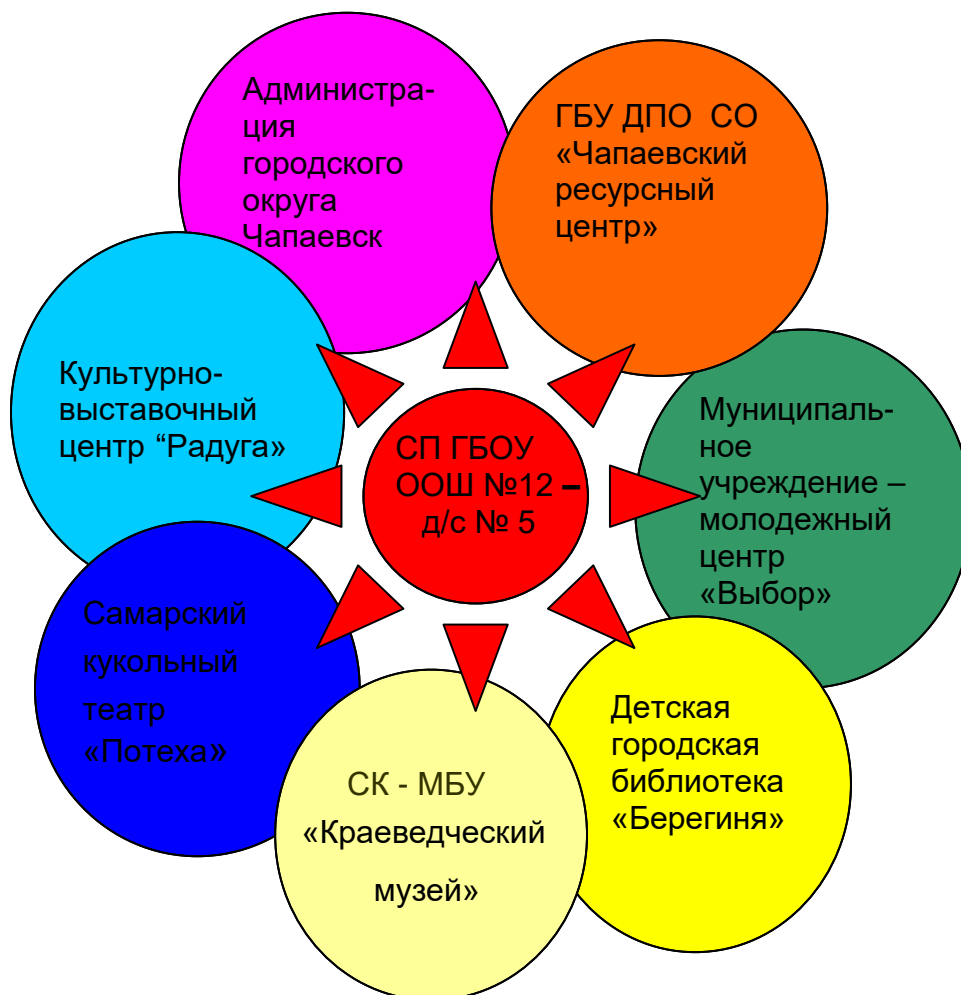 Администра-
ция
городского
округа
Чапаевск
ГБУ ДПО СО
«Чапаевский
ресурсный
центр»
Культурно-
выставочный
центр “Радуга»
СП ГБОУ
ООШ №12 –
д/с № 5
Муниципаль-
ное
учреждение –
молодежный
центр
«Выбор»
Самарский
кукольный
театр
«Потеха»
Детская
городская
библиотека
«Берегиня»
СК - МБУ
«Краеведческий
музей»